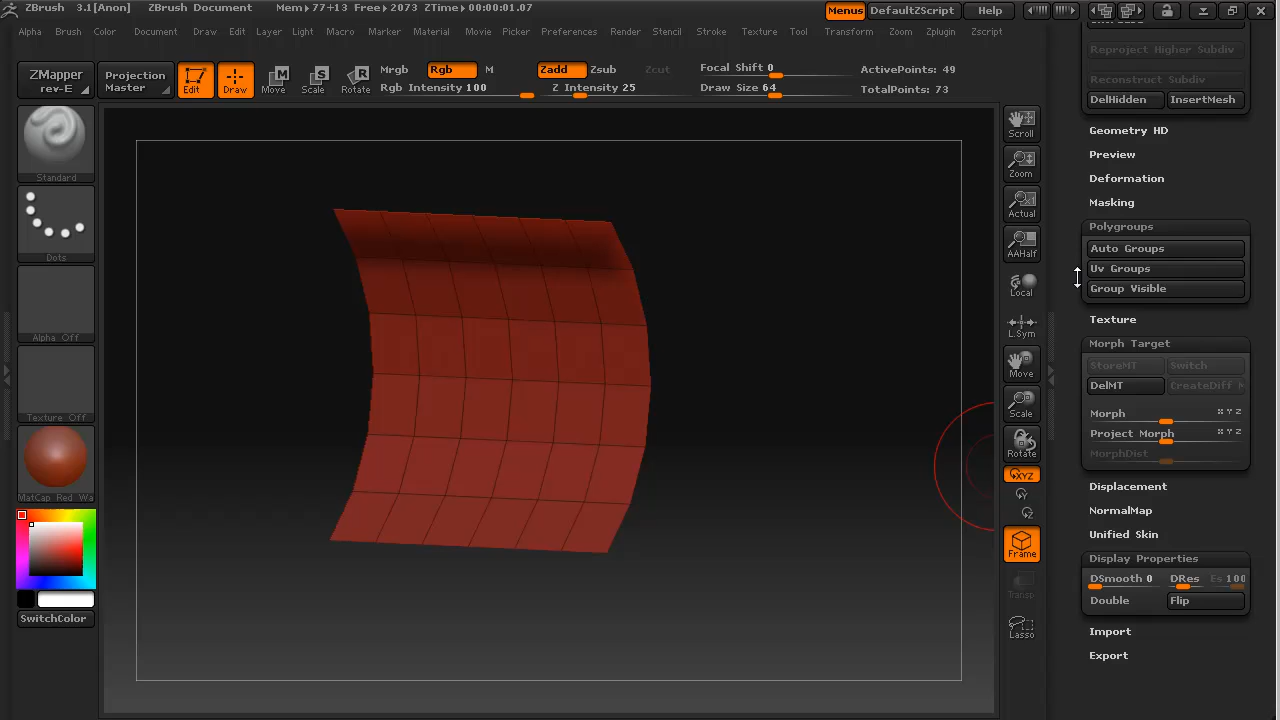 ZBrush 3.1[Anon] ZBrush Document Mem▶77+13 Free▶2073 ZTime▶00:00:01.07 Menus DefaultZScript Help
Alpha Brush Color Document Draw Edit Layer Light Macro Marker Material Movie Picker Preferences Render Stencil Stroke Texture Tool Transform Zoom Zplugin Zscript
ZMapper
rev-E
Projection
Master
Edit
Draw
Move
Scale
Rotate
Mrgb Rgb M
Rgb Intensity 100
Zadd Zsub Zcut
Z Intensity 25
Focal Shift 0
Draw Size 64
ActivePoints: 49
TotalPoints: 73
Standard
Dots
Alpha Off
Texture Off
MatCap Red Wa
SwitchColor
Scroll
Zoom
Actual
AAHalf
Local
L.Sym
Move
Scale
Rotate
XYZ
Y
Z
Frame
Transp
Lasso
Reproject Higher Subdiv
Reconstruct Subdiv
DelHidden InsertMesh
Geometry HD
Preview
Deformation
Masking
Polygroups
Auto Groups
Uv Groups
Group Visible
Texture
Morph Target
StoreMT Switch
DelMT CreateDiff M
Morph X Y Z
Project Morph X Y Z
MorphDist
Displacement
NormalMap
Unified Skin
Display Properties
DSmooth 0 DRes Es 100
Double Flip
Import
Export